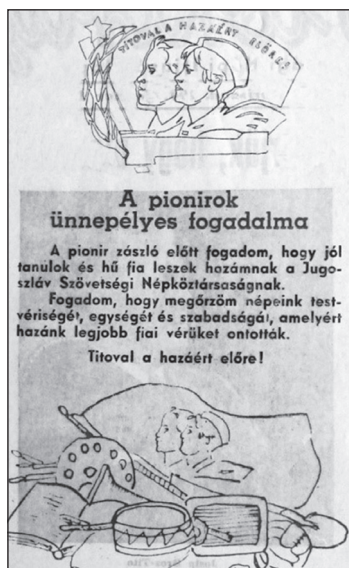 TITOVAL A HAZÁÉRT ELŐRE!
A pionirok
ünnepélyes fogadalma
A pionir zászló előtt fogadom, hogy jól
tanulok és hű fia leszek hazámnak a Jugo-
szláv Szövetségi Népköztársaságnak.
Fogadom, hogy megőrzöm népeink test-
vériségét, egységét és szabadságát, amelyért
hazánk legjobb fiai vérüket ontották.
Titoval a hazáért előre!